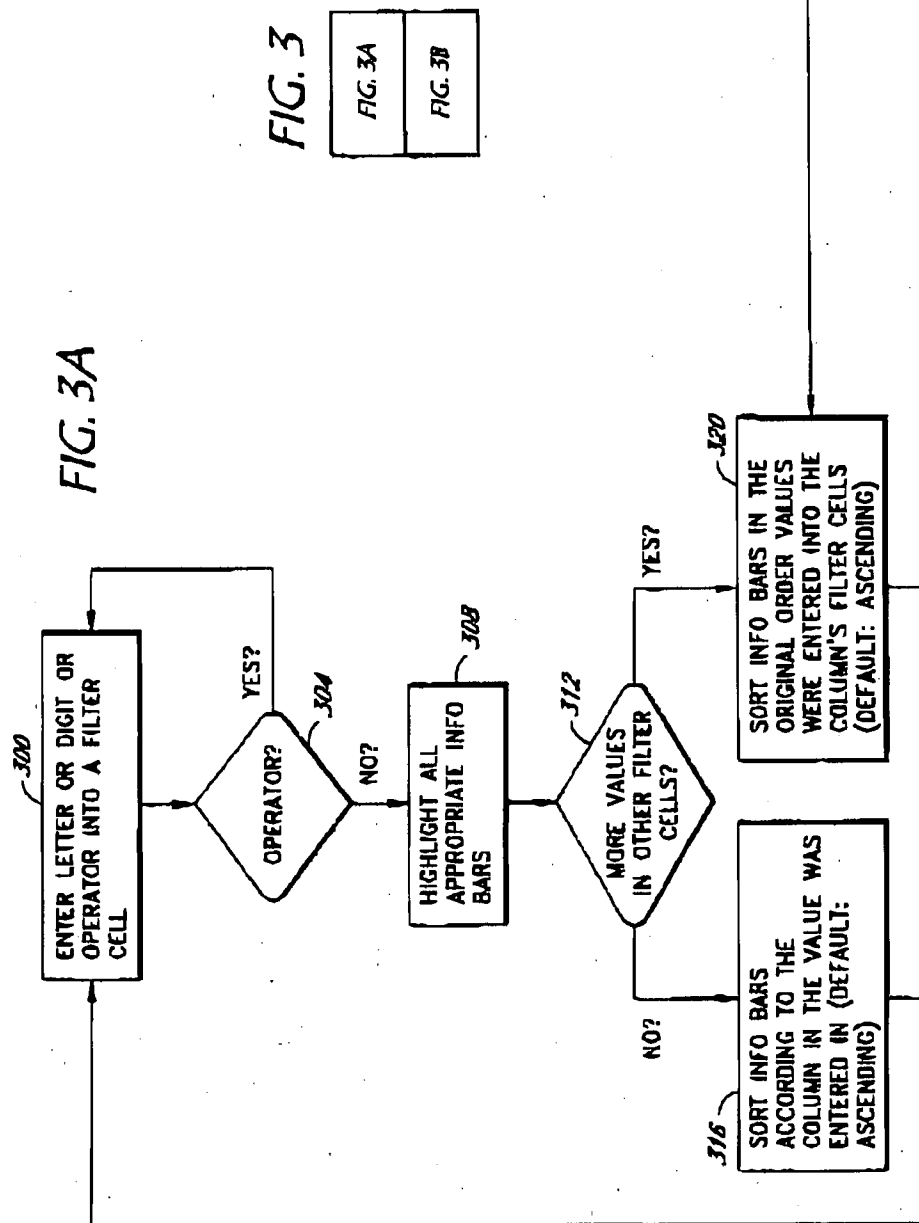 FIG. 3A
FIG. 3
FIG. 3A
FIG. 3B
300
ENTER LETTER OR DIGIT OR
OPERATOR INTO A FILTER
CELL
YES?
304
OPERATOR?
NO?
308
HIGHLIGHT ALL
APPROPRIATE INFO
BARS
312
MORE VALUES
IN OTHER FILTER
CELLS?
NO?
YES?
316
SORT INFO BARS
ACCORDING TO THE
COLUMN IN THE VALUE WAS
ENTERED IN (DEFAULT:
ASCENDING)
320
SORT INFO BARS IN THE
ORIGINAL ORDER VALUES
WERE ENTERED INTO THE
COLUMN'S FILTER CELLS
(DEFAULT: ASCENDING)